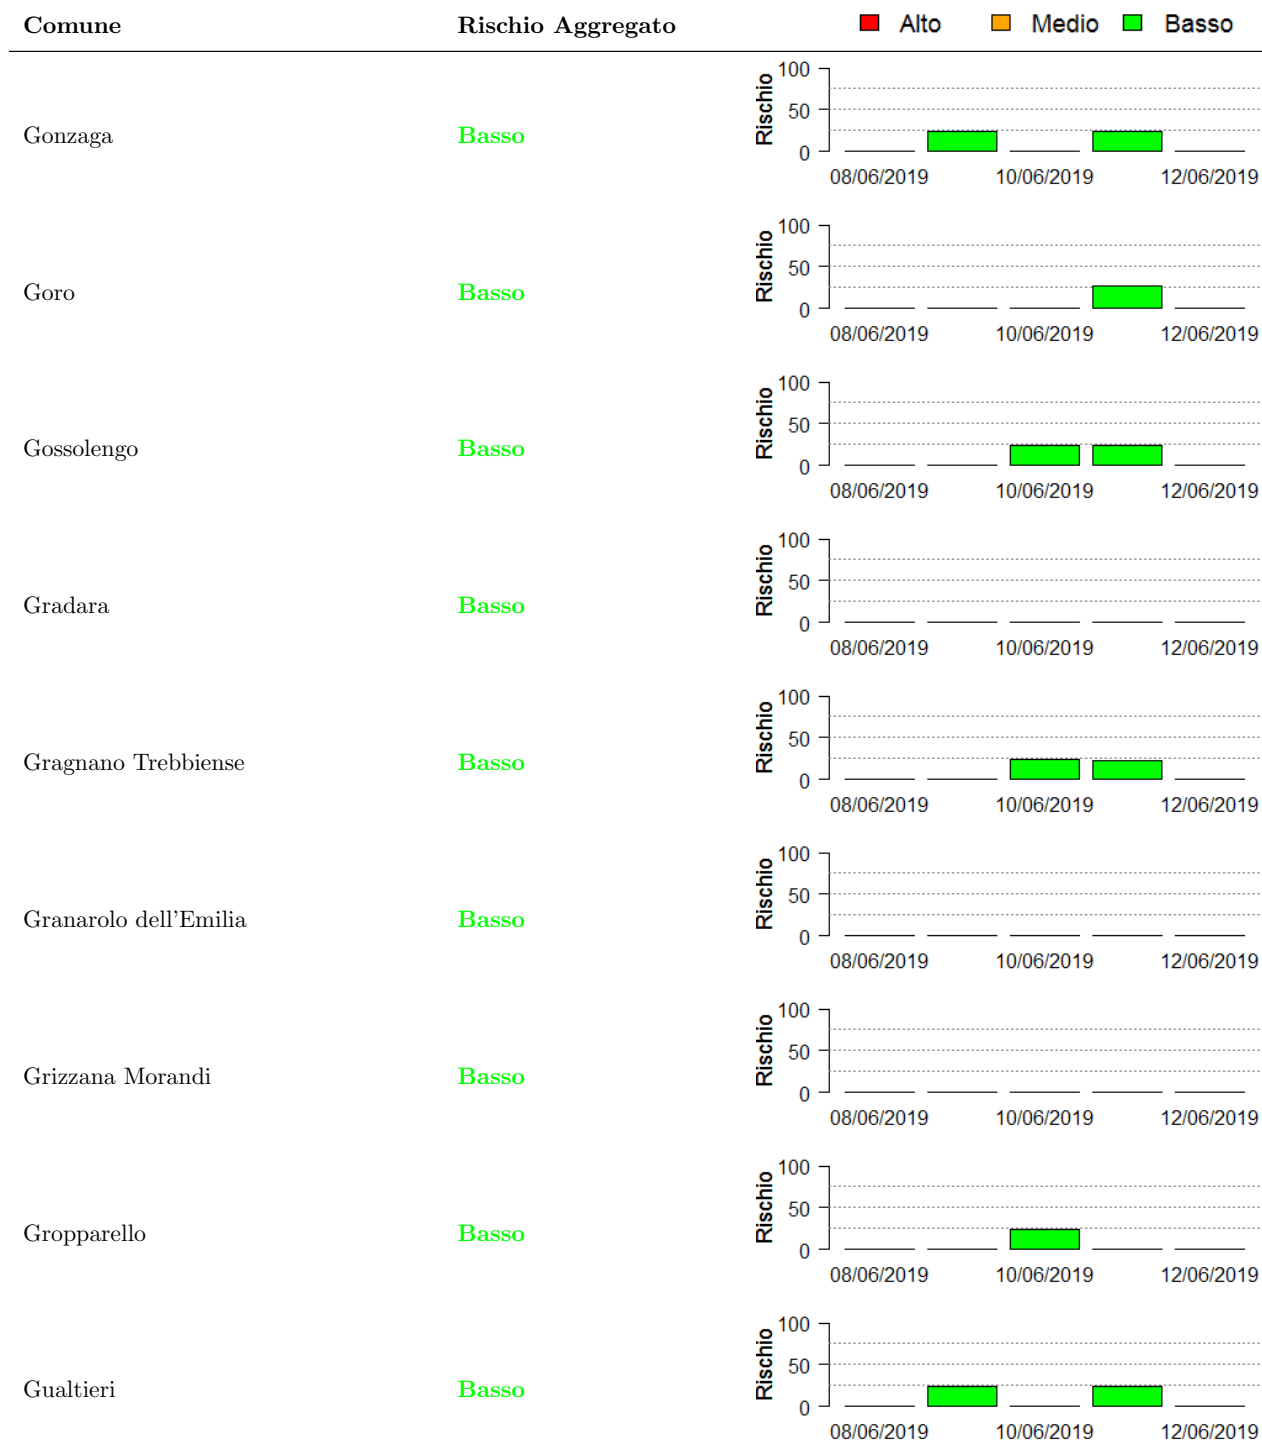 Comune Rischio Aggregato Alto Medio Basso
Gonzaga Basso
Rischio
100
50
0
08/06/2019 10/06/2019 12/06/2019
Goro Basso
Rischio
100
50
0
08/06/2019 10/06/2019 12/06/2019
Gossolengo Basso
Rischio
100
50
0
08/06/2019 10/06/2019 12/06/2019
Gradara Basso
Rischio
100
50
0
08/06/2019 10/06/2019 12/06/2019
Gragnano Trebbiense Basso
Rischio
100
50
0
08/06/2019 10/06/2019 12/06/2019
Granarolo dell'Emilia Basso
Rischio
100
50
0
08/06/2019 10/06/2019 12/06/2019
Grizzana Morandi Basso
Rischio
100
50
0
08/06/2019 10/06/2019 12/06/2019
Gropparello Basso
Rischio
100
50
0
08/06/2019 10/06/2019 12/06/2019
Gualtieri Basso
Rischio
100
50
0
08/06/2019 10/06/2019 12/06/2019